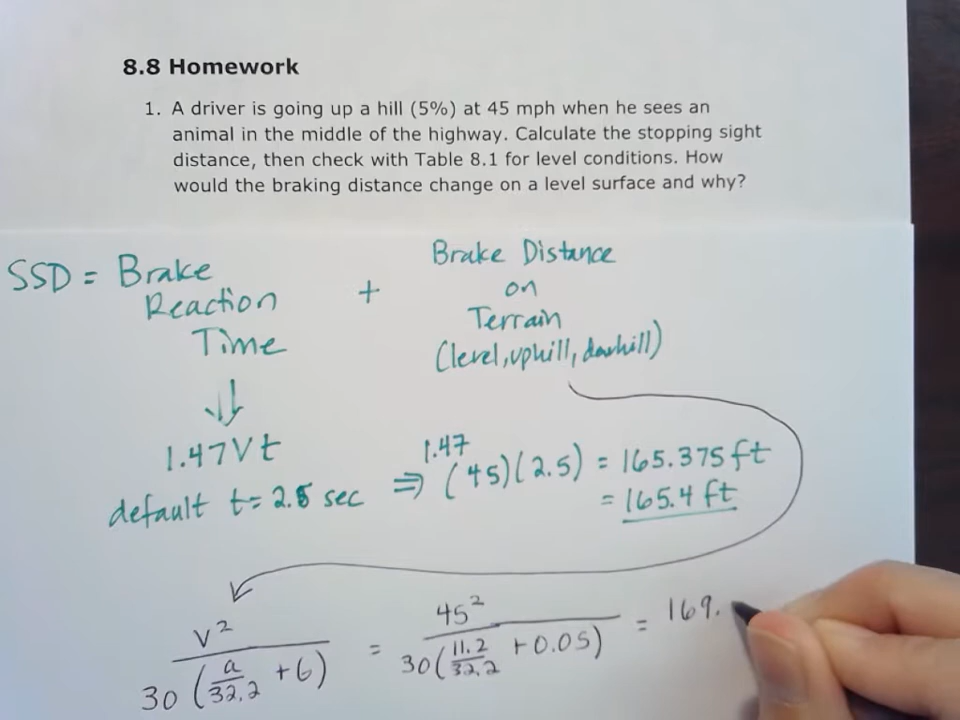 8.8 Homework
1. A driver is going up a hill (5%) at 45 mph when he sees an
animal in the middle of the highway. Calculate the stopping sight
distance, then check with Table 8.1 for level conditions. How
would the braking distance change on a level surface and why?
SSD = Brake Reaction Time + Brake Distance on Terrain (level, uphill, downhill)
1.47Vt ⇒ 1.47 (45)(2.5) = 165.375 ft
default t = 2.5 sec = 165.4 ft
V² / 30 (a/32.2 + G) = 45² / 30 (11.2/32.2 + 0.05) = 169.